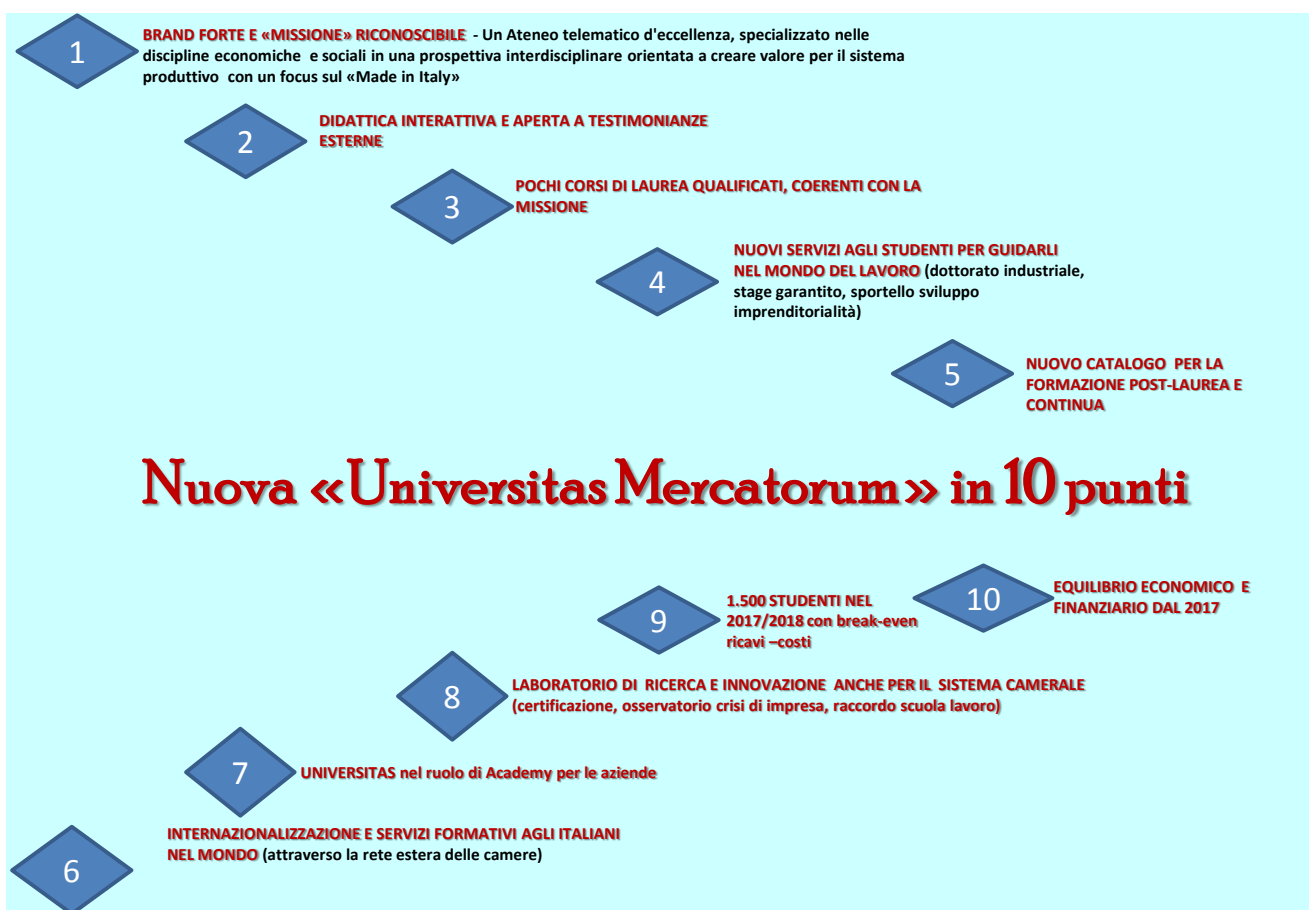 1
BRAND FORTE E «MISSIONE» RICONOSCIBILE - Un Ateneo telematico d'eccellenza, specializzato nelle
discipline economiche e sociali in una prospettiva interdisciplinare orientata a creare valore per il sistema
produttivo con un focus sul «Made in Italy»
2
DIDATTICA INTERATTIVA E APERTA A TESTIMONIANZE
ESTERNE
3
POCHI CORSI DI LAUREA QUALIFICATI, COERENTI CON LA
MISSIONE
4
NUOVI SERVIZI AGLI STUDENTI PER GUIDARLI
NEL MONDO DEL LAVORO (dottorato industriale,
stage garantito, sportello sviluppo
imprenditorialità)
5
NUOVO CATALOGO PER LA
FORMAZIONE POST-LAUREA E
CONTINUA
Nuova «Universitas Mercatorum» in 10 punti
10
EQUILIBRIO ECONOMICO E
FINANZIARIO DAL 2017
9
1.500 STUDENTI NEL
2017/2018 con break-even
ricavi –costi
8
LABORATORIO DI RICERCA E INNOVAZIONE ANCHE PER IL SISTEMA CAMERALE
(certificazione, osservatorio crisi di impresa, raccordo scuola lavoro)
7
UNIVERSITAS nel ruolo di Academy per le aziende
6
INTERNAZIONALIZZAZIONE E SERVIZI FORMATIVI AGLI ITALIANI
NEL MONDO (attraverso la rete estera delle camere)